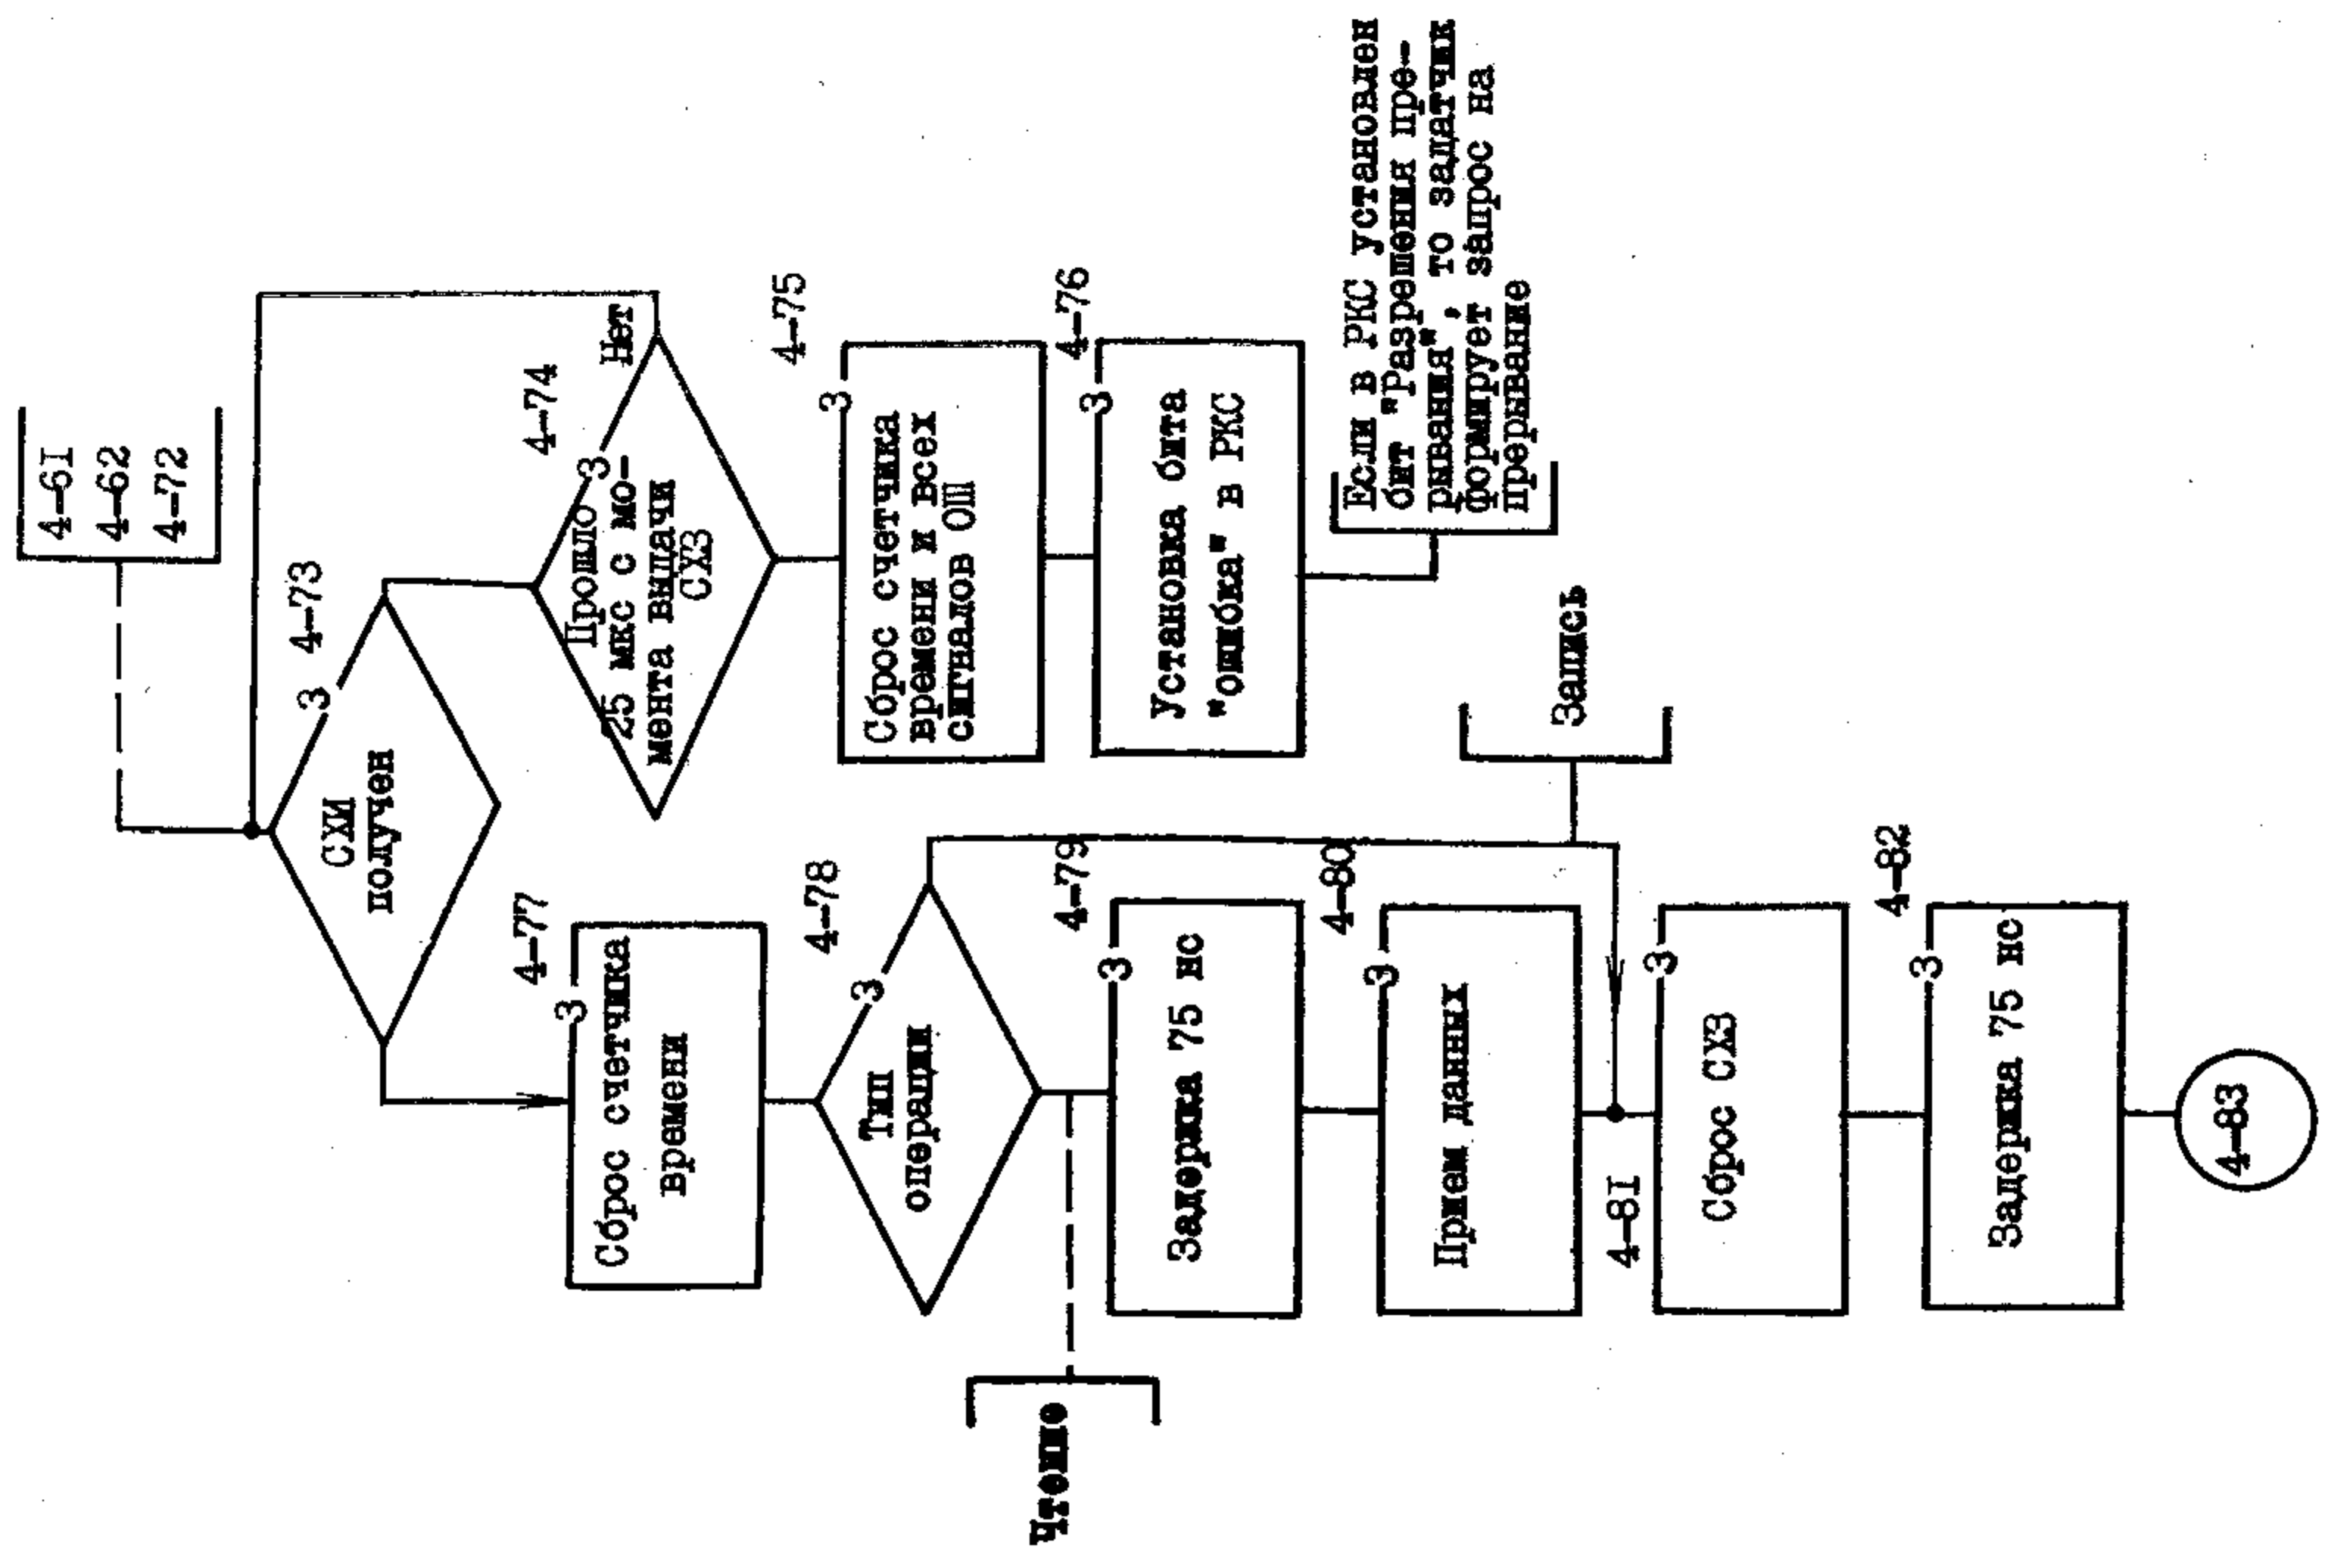 4-6I
4-62
4-72
4-73
3
СХИ
получен
4-74
3
Нет
Прошло
25 мкс с мо-
мента выдачи
СХЗ
4-75
3
Сброс счетчика
времени и всех
сигналов ОШ
4-76
3
Установка бита
"ошибка" в РКС
Если в РКС установлен
бит "Разрешения пре-
рывания", то задатчик
формирует запрос на
прерывание
4-77
3
Сброс счетчика
времени
4-78
3
Тип
операции
Чтение
Запись
4-79
3
Задержка 75 нс
4-80
3
Прием данных
4-8I
3
Сброс СХЗ
4-82
3
Задержка 75 нс
4-83